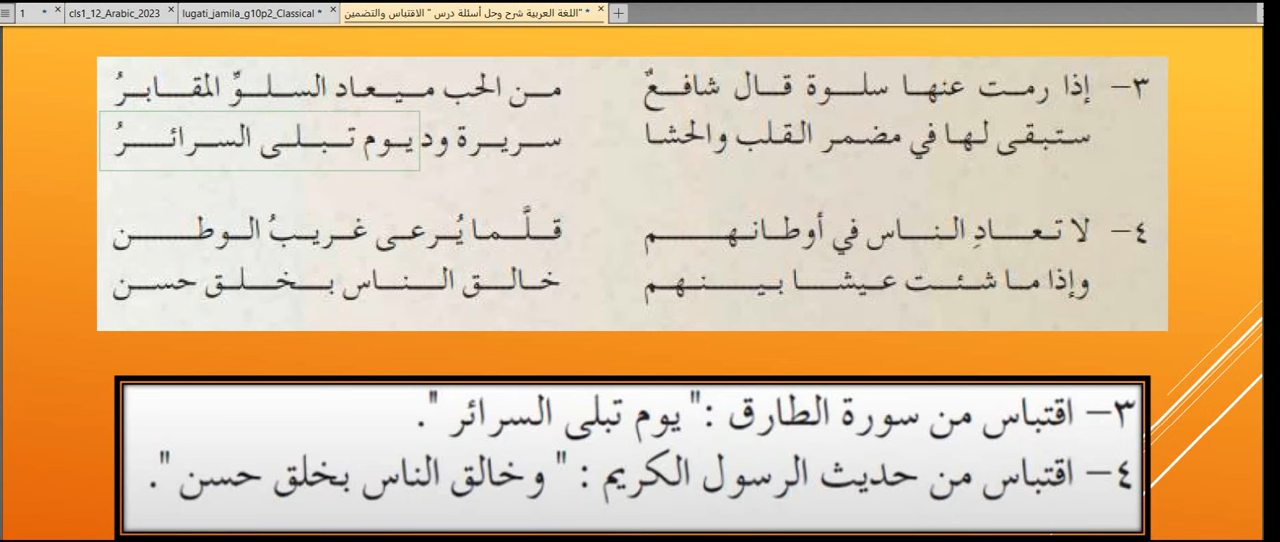 1 * × cls1_12_Arabic_2023 × lugati_jamila_g10p2_Classical * × اللغة العربية شرح وحل أسئلة درس " الاقتباس والتضمين" * ×
٣– إذا رمت عنها سلوة قال شافعٌ من الحب ميعاد السلوِّ المقابرُ
ستبقى لها في مضمر القلب والحشا سريرة ود يوم تبلى السرائرُ
٤– لا تعادِ الناس في أوطانهم قلَّما يُرعى غريبُ الوطن
وإذا ما شئت عيشا بينهم خالق الناس بخلق حسن
٣– اقتباس من سورة الطارق :" يوم تبلى السرائر ".
٤– اقتباس من حديث الرسول الكريم : " وخالق الناس بخلق حسن ".